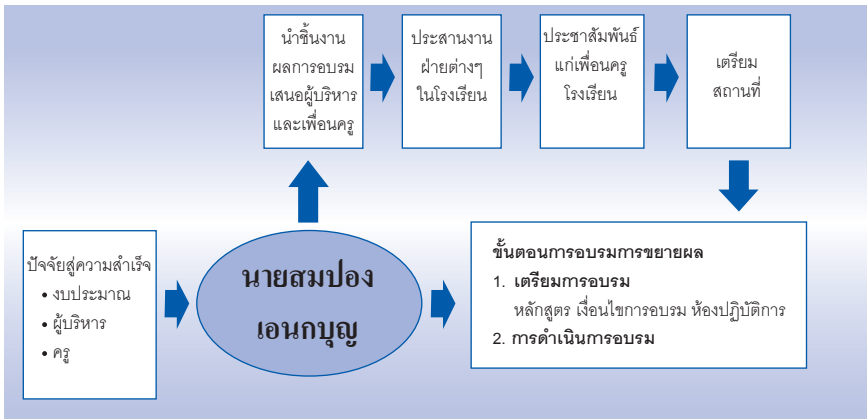 นำชิ้นงาน
ผลการอบรม
เสนอผู้บริหาร
และเพื่อนครู
ประสานงาน
ฝ่ายต่างๆ
ในโรงเรียน
ประชาสัมพันธ์
แก่เพื่อนครู
โรงเรียน
เตรียม
สถานที่
ปัจจัยสู่ความสำเร็จ
• งบประมาณ
• ผู้บริหาร
• ครู
นายสมปอง
เอนกบุญ
ขั้นตอนการอบรมการขยายผล
1. เตรียมการอบรม
หลักสูตร เงื่อนไขการอบรม ห้องปฏิบัติการ
2. การดำเนินการอบรม